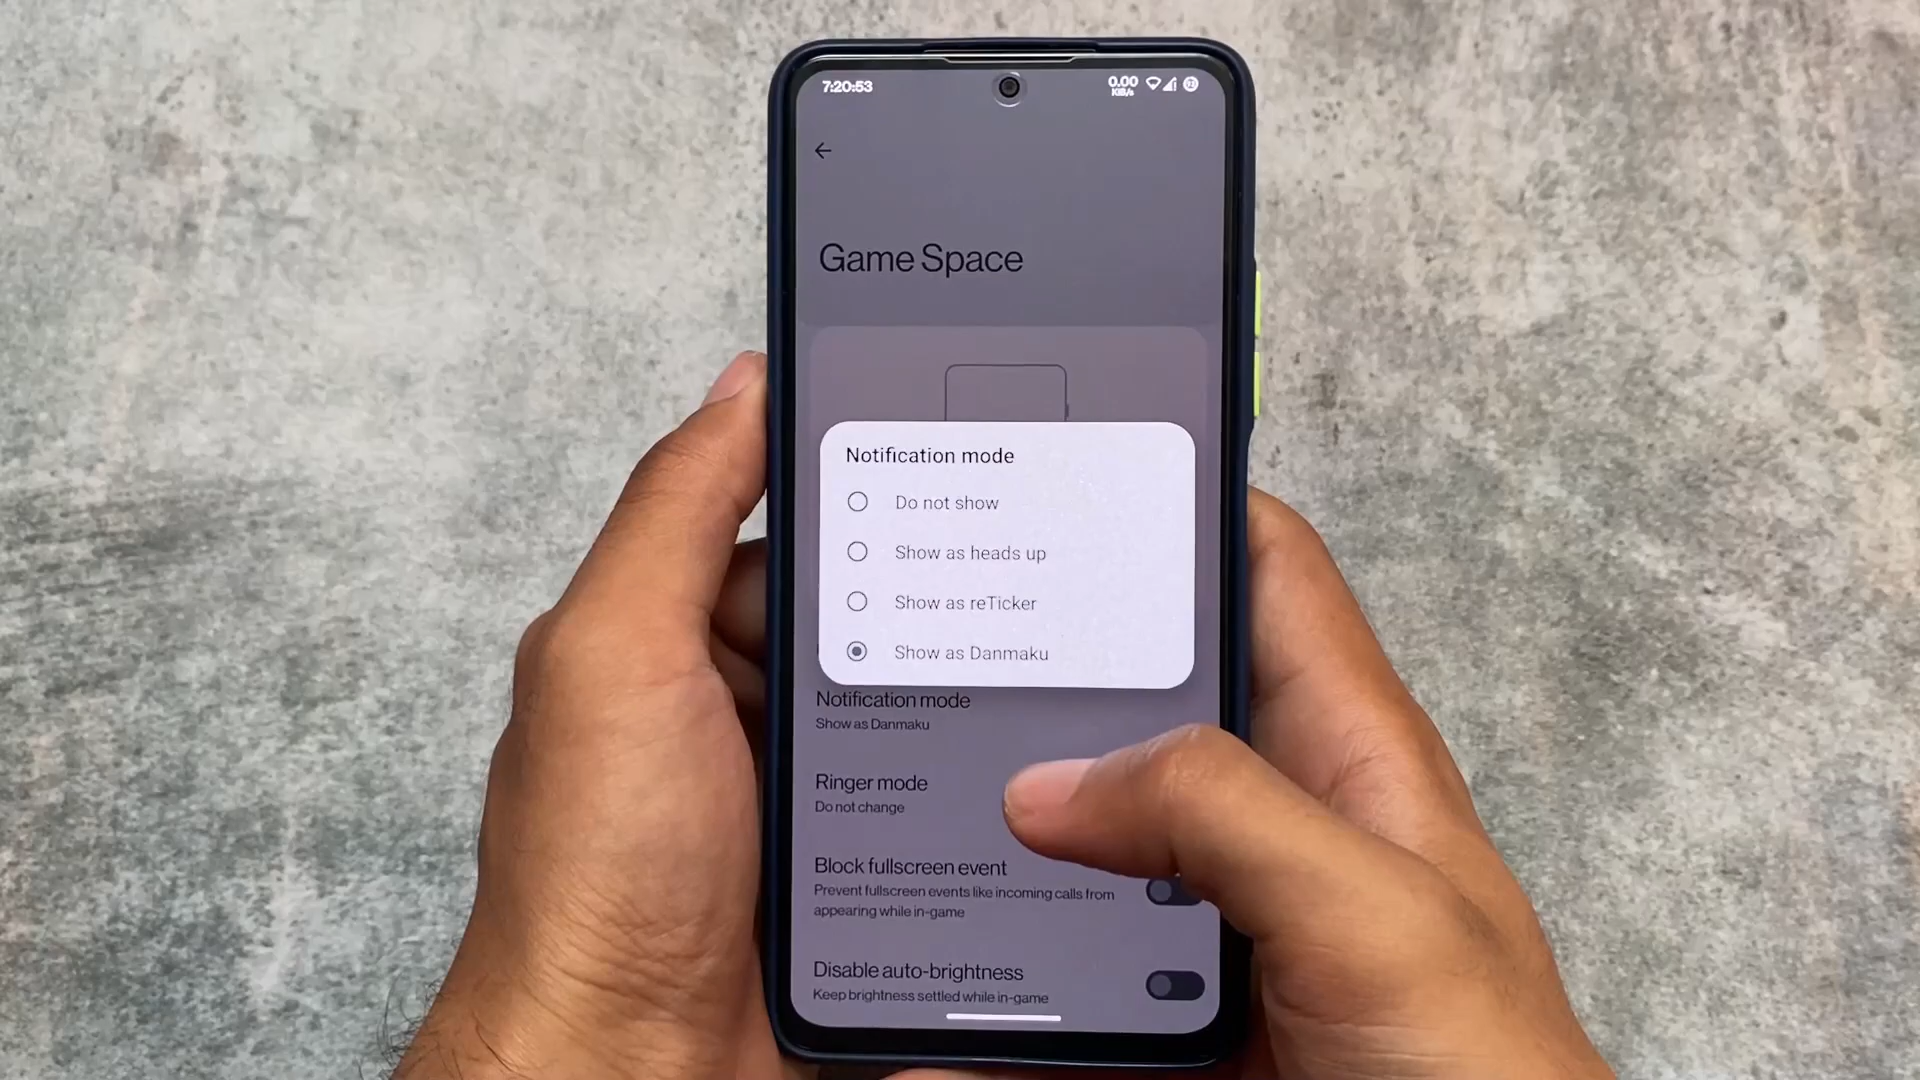 7:20:53
0.00
KiB/s
Game Space
Notification mode
Do not show
Show as heads up
Show as reTicker
Show as Danmaku
Notification mode
Show as Danmaku
Ringer mode
Do not change
Block fullscreen event
Prevent fullscreen events like incoming calls from
appearing while in-game
Disable auto-brightness
Keep brightness settled while in-game